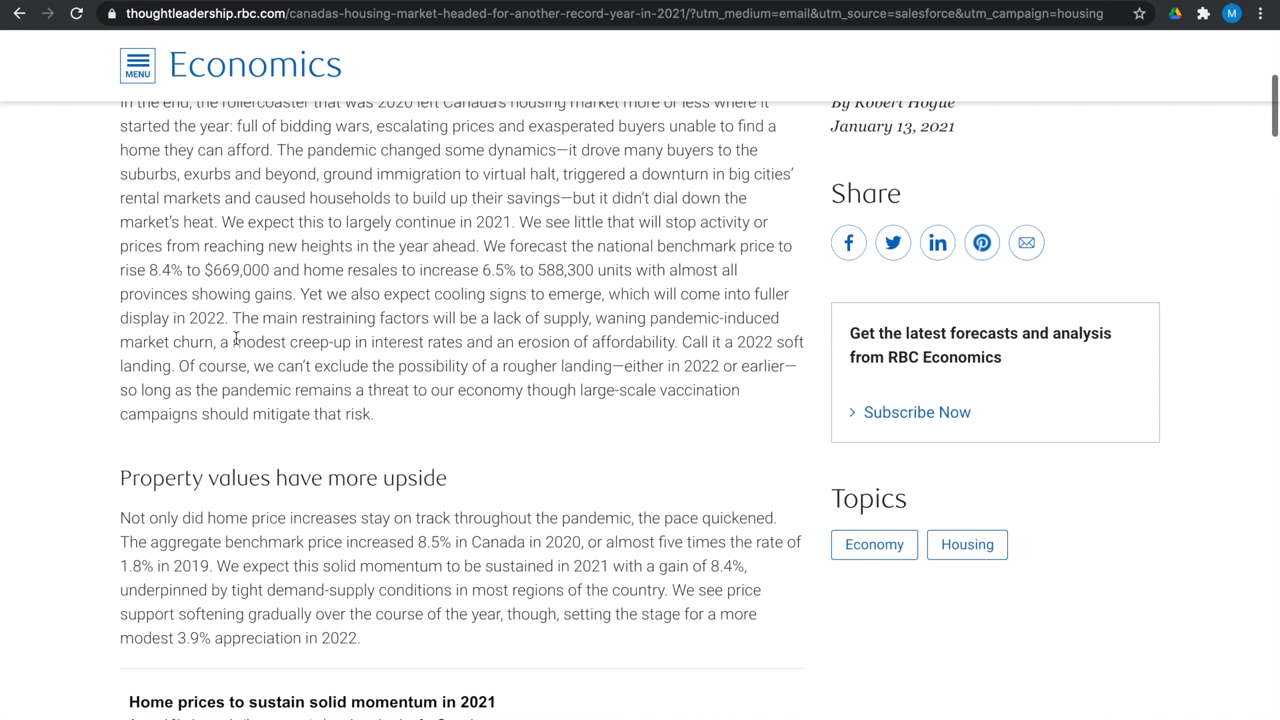 thoughtleadership.rbc.com/canadas-housing-market-headed-for-another-record-year-in-2021/?utm_medium=email&utm_source=salesforce&utm_campaign=housing
M
MENU
Economics
In the end, the rollercoaster that was 2020 left Canada's housing market more or less where it
started the year: full of bidding wars, escalating prices and exasperated buyers unable to find a
home they can afford. The pandemic changed some dynamics—it drove many buyers to the
suburbs, exurbs and beyond, ground immigration to virtual halt, triggered a downturn in big cities'
rental markets and caused households to build up their savings—but it didn't dial down the
market's heat. We expect this to largely continue in 2021. We see little that will stop activity or
prices from reaching new heights in the year ahead. We forecast the national benchmark price to
rise 8.4% to $669,000 and home resales to increase 6.5% to 588,300 units with almost all
provinces showing gains. Yet we also expect cooling signs to emerge, which will come into fuller
display in 2022. The main restraining factors will be a lack of supply, waning pandemic-induced
market churn, a modest creep-up in interest rates and an erosion of affordability. Call it a 2022 soft
landing. Of course, we can't exclude the possibility of a rougher landing—either in 2022 or earlier—
so long as the pandemic remains a threat to our economy though large-scale vaccination
campaigns should mitigate that risk.
Property values have more upside
Not only did home price increases stay on track throughout the pandemic, the pace quickened.
The aggregate benchmark price increased 8.5% in Canada in 2020, or almost five times the rate of
1.8% in 2019. We expect this solid momentum to be sustained in 2021 with a gain of 8.4%,
underpinned by tight demand-supply conditions in most regions of the country. We see price
support softening gradually over the course of the year, though, setting the stage for a more
modest 3.9% appreciation in 2022.
Home prices to sustain solid momentum in 2021
By Robert Hogue
January 13, 2021
Share
Get the latest forecasts and analysis
from RBC Economics
> Subscribe Now
Topics
Economy
Housing